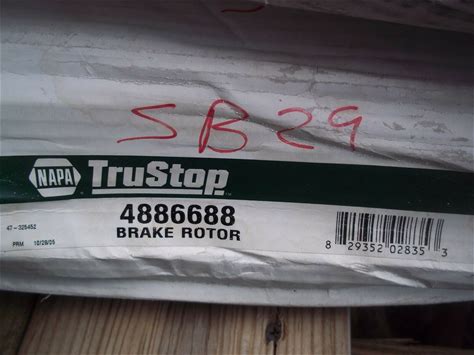 SB29
NAPA TruStop
4886688
BRAKE ROTOR
47-325452
PRM 10/28/05
8 29352 02835 3